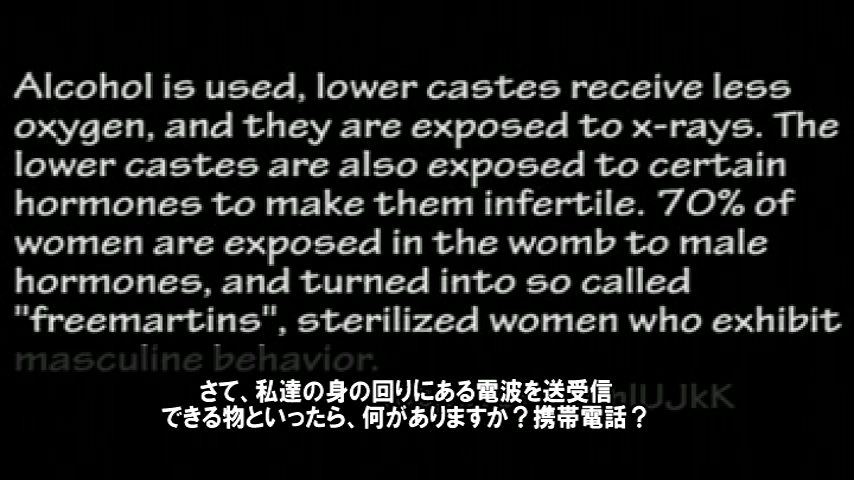 Alcohol is used, lower castes receive less
oxygen, and they are exposed to x-rays. The
lower castes are also exposed to certain
hormones to make them infertile. 70% of
women are exposed in the womb to male
hormones, and turned into so called
"freemartins", sterilized women who exhibit
masculine behavior.
さて、私達の身の回りにある電波を送受信
できる物といったら、何がありますか？携帯電話？